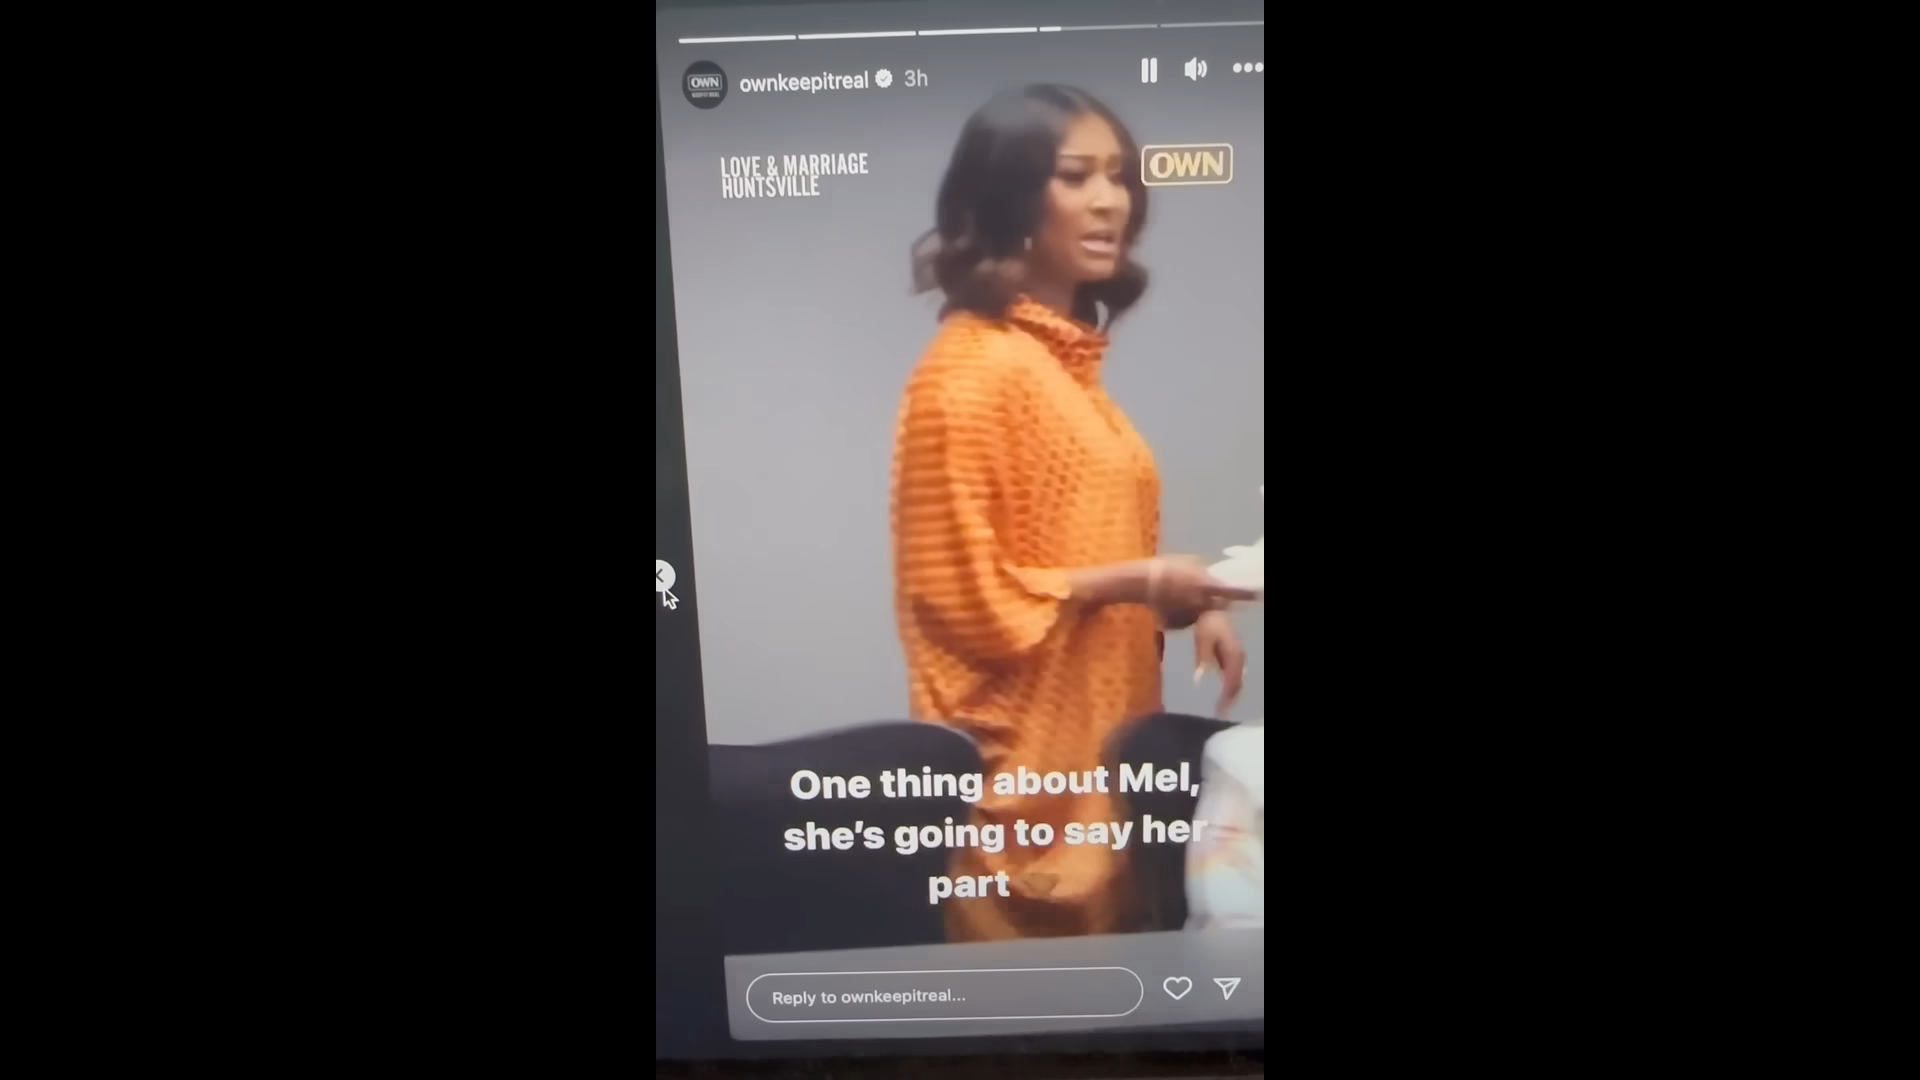 OWN
ownkeepitreal 3h
LOVE & MARRIAGE
HUNTSVILLE
OWN
One thing about Mel,
she's going to say her
part
Reply to ownkeepitreal...